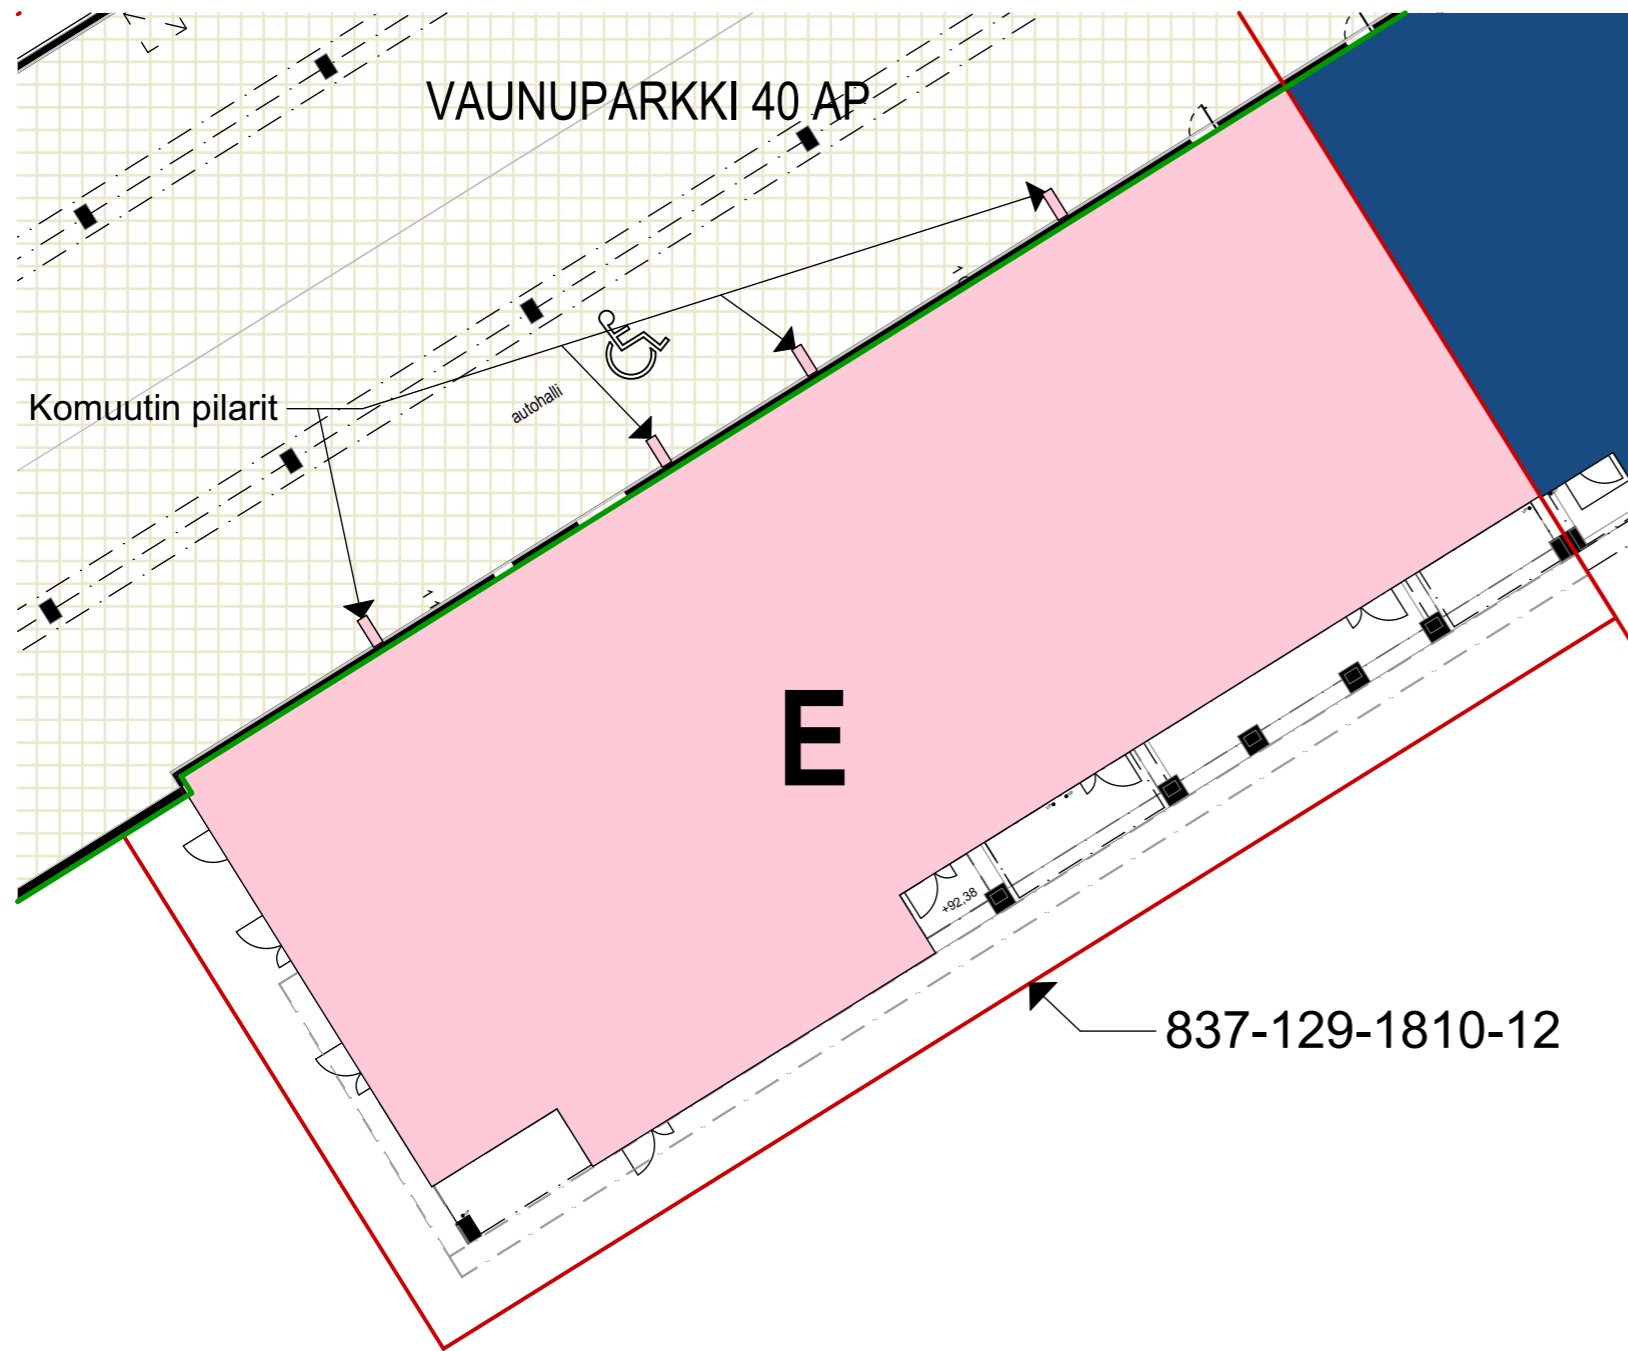 VAUNUPARKKI 40 AP
Komuutin pilarit
autohalli
E
+92,38
837-129-1810-12